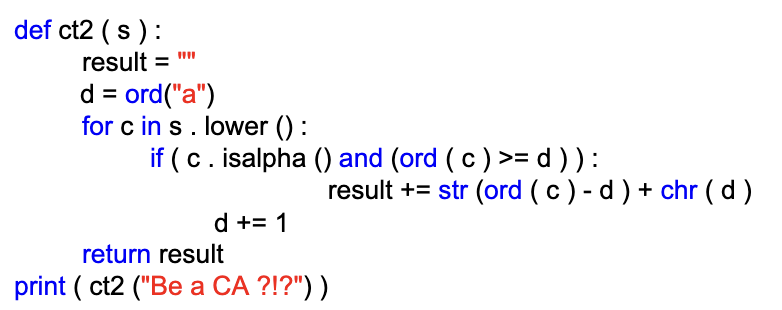 def ct2 ( s ) :
result = ""
d = ord("a")
for c in s . lower () :
if ( c . isalpha () and (ord ( c ) >= d ) ) :
result += str (ord ( c ) - d ) + chr ( d )
d += 1
return result
print ( ct2 ("Be a CA ?!?") )